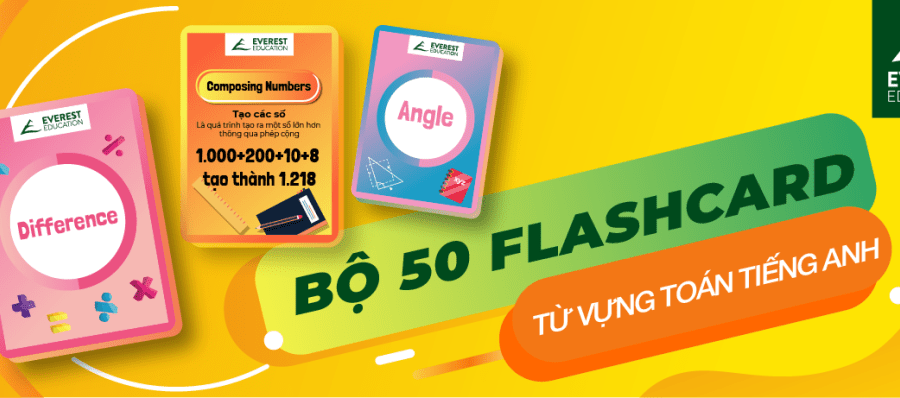 EVEREST
EDUCATION
Difference
EVEREST
EDUCATION
Composing Numbers
Tạo các số
Là quá trình tạo ra một số lớn hơn
thông qua phép cộng
1.000+200+10+8
tạo thành 1.218
EVEREST
EDUCATION
Angle
BỘ 50 FLASHCARD
TỪ VỰNG TOÁN TIẾNG ANH